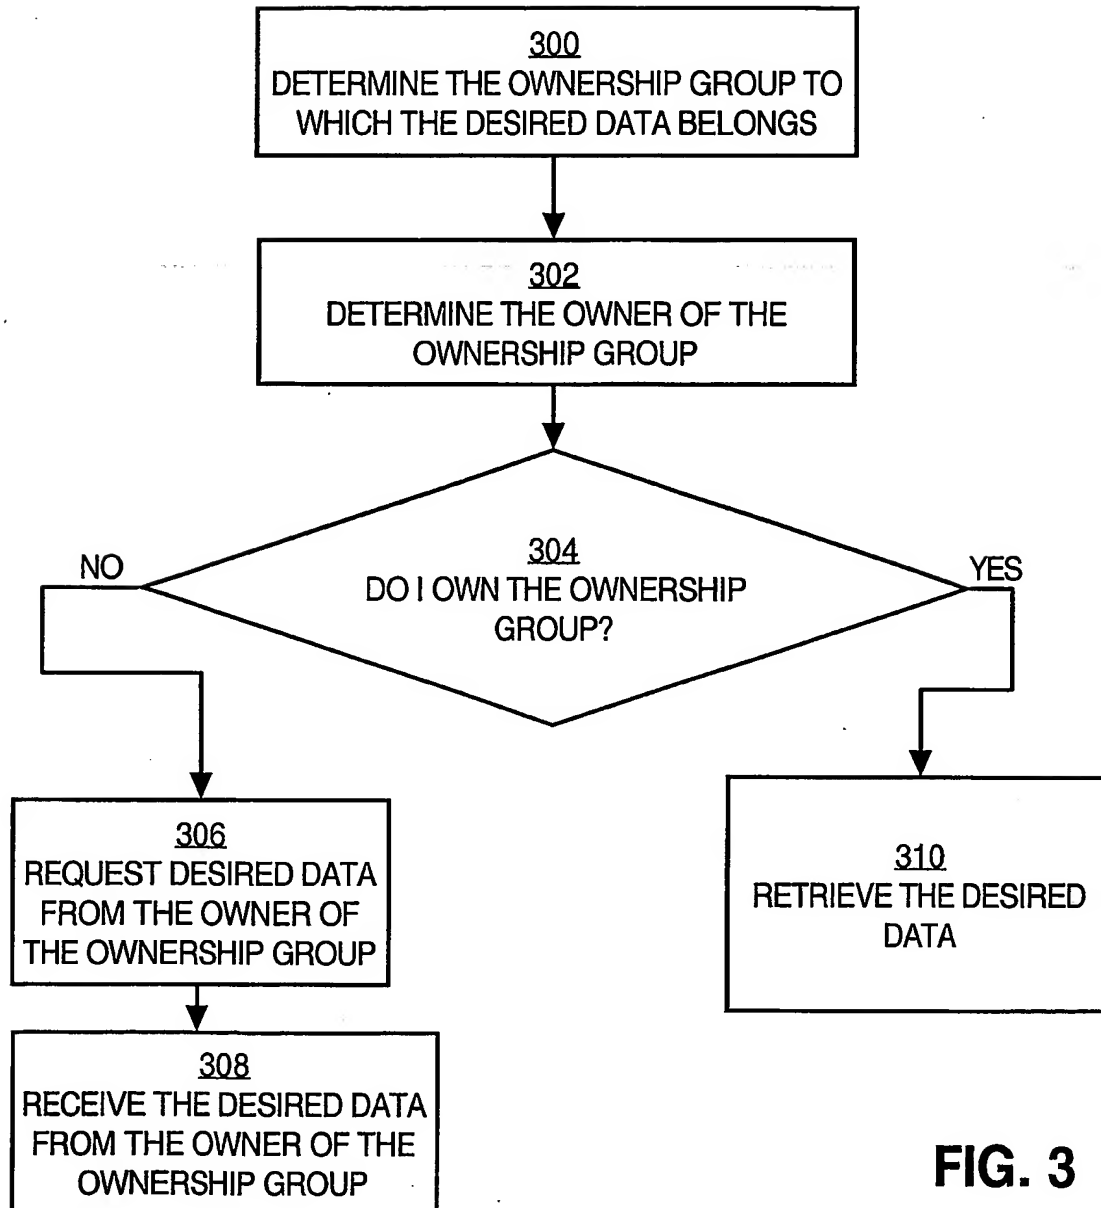 300
DETERMINE THE OWNERSHIP GROUP TO
WHICH THE DESIRED DATA BELONGS
302
DETERMINE THE OWNER OF THE
OWNERSHIP GROUP
304
DO I OWN THE OWNERSHIP
GROUP?
NO
YES
306
REQUEST DESIRED DATA
FROM THE OWNER OF
THE OWNERSHIP GROUP
308
RECEIVE THE DESIRED DATA
FROM THE OWNER OF THE
OWNERSHIP GROUP
310
RETRIEVE THE DESIRED
DATA
FIG. 3